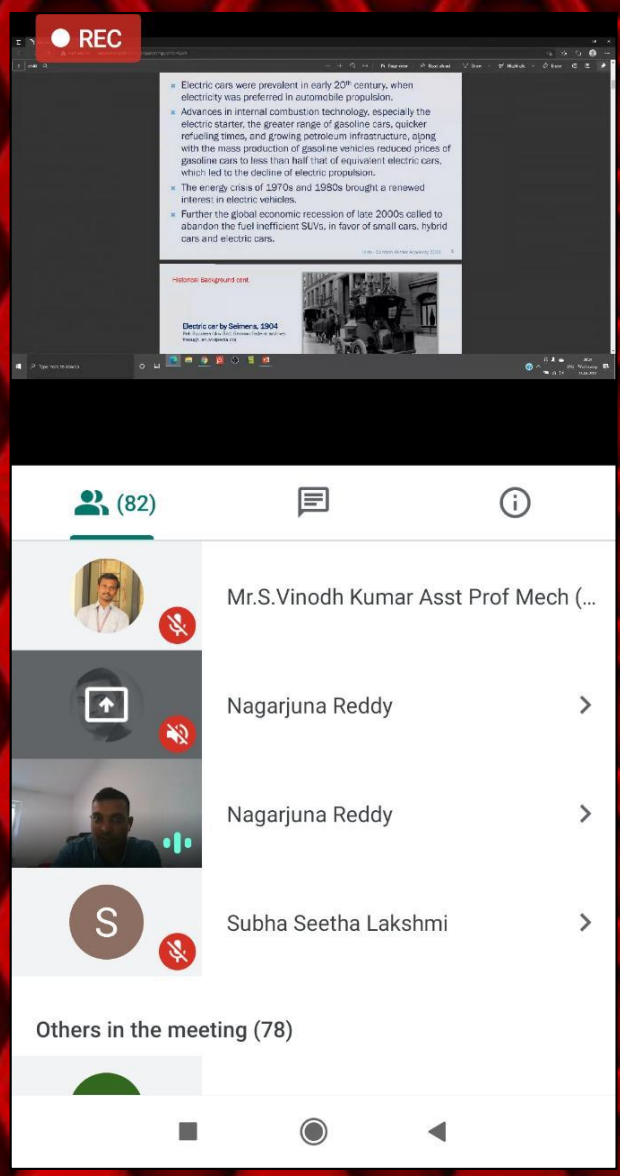 REC
Electric cars were prevalent in early 20th century, when
electricity was preferred in automobile propulsion.
Advances in internal combustion technology, especially the
electric starter, the greater range of gasoline cars, quicker
refueling times, and growing petroleum infrastructure, along
with the mass production of gasoline vehicles reduced prices of
gasoline cars to less than half that of equivalent electric cars,
which led to the decline of electric propulsion.
The energy crisis of 1970s and 1980s brought a renewed
interest in electric vehicles.
Further the global economic recession of late 2000s called to
abandon the fuel inefficient SUVs, in favor of small cars, hybrid
cars and electric cars.
Historical Background cont.
Electric car by Seimens, 1904
(82)
Mr.S.Vinodh Kumar Asst Prof Mech (...
Nagarjuna Reddy
Nagarjuna Reddy
S
Subha Seetha Lakshmi
Others in the meeting (78)